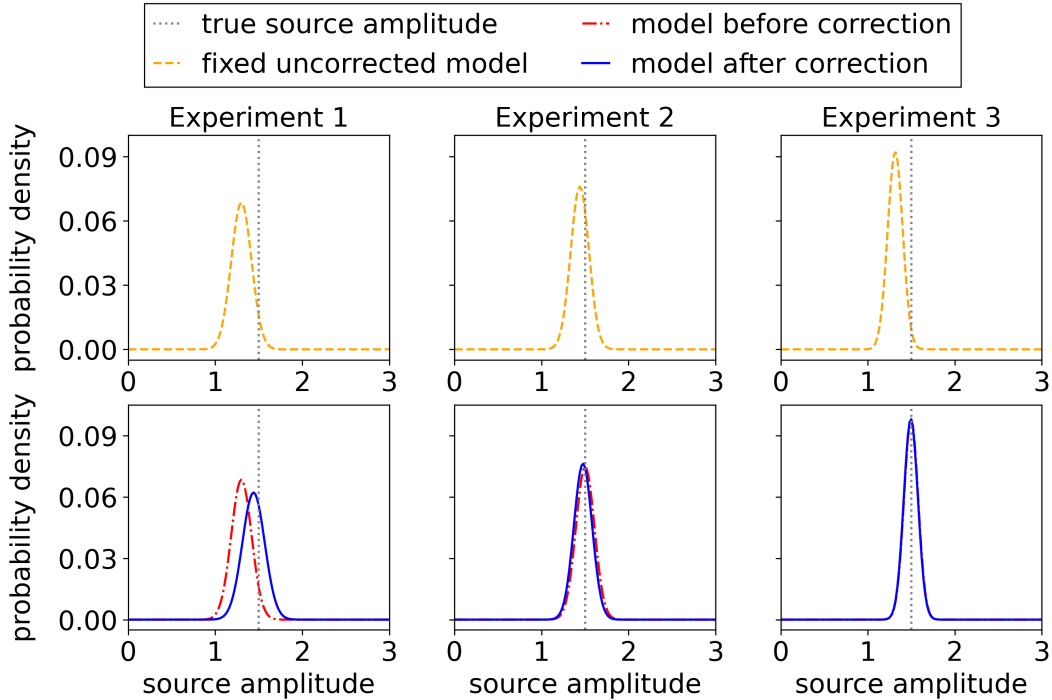 true source amplitude
model before correction
fixed uncorrected model
model after correction
Experiment 1
Experiment 2
Experiment 3
probability density
0.09
0.06
0.03
0.00
0 1 2 3
0 1 2 3
0 1 2 3
probability density
0.09
0.06
0.03
0.00
0 1 2 3
0 1 2 3
0 1 2 3
source amplitude
source amplitude
source amplitude